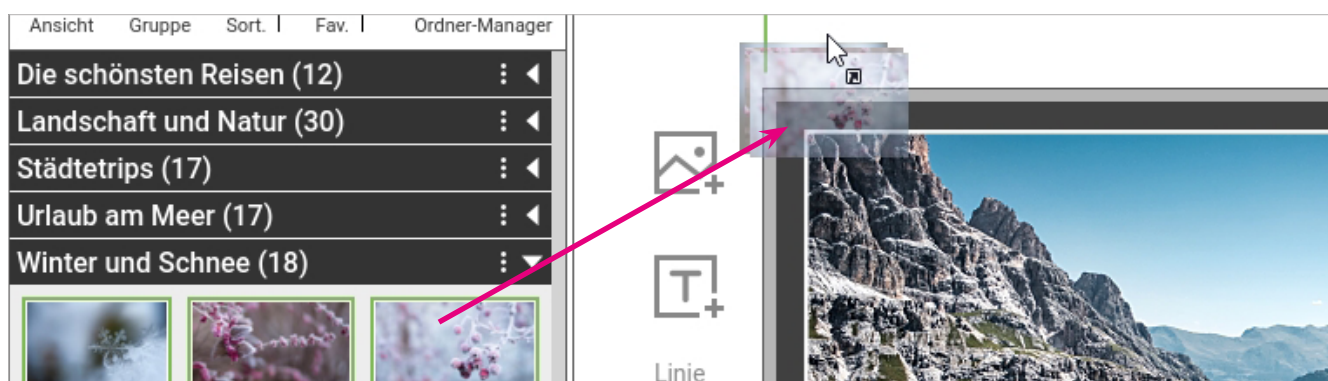 Ansicht Gruppe Sort. Fav. Ordner-Manager
Die schönsten Reisen (12)
Landschaft und Natur (30)
Städtetrips (17)
Urlaub am Meer (17)
Winter und Schnee (18)
T
Linie